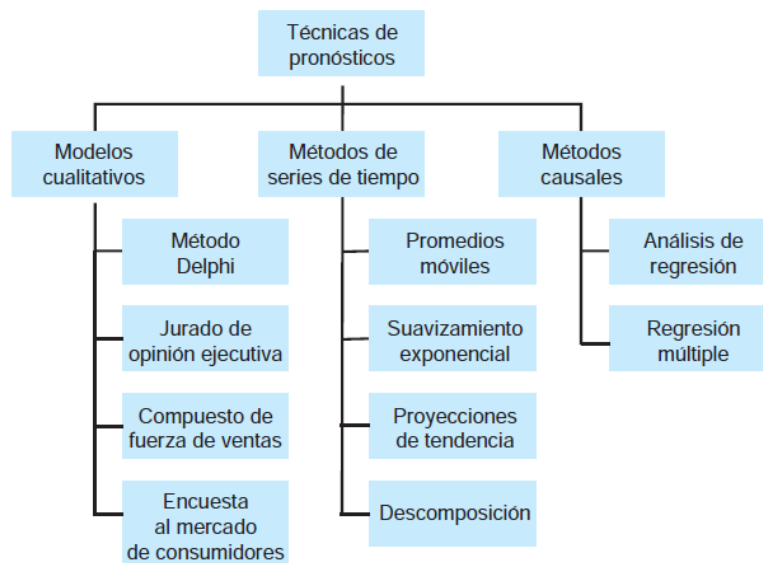 Técnicas de
pronósticos
Modelos
cualitativos
Métodos de
series de tiempo
Métodos
causales
Método
Delphi
Jurado de
opinión ejecutiva
Compuesto de
fuerza de ventas
Encuesta
al mercado
de consumidores
Promedios
móviles
Suavizamiento
exponencial
Proyecciones
de tendencia
Descomposición
Análisis de
regresión
Regresión
múltiple